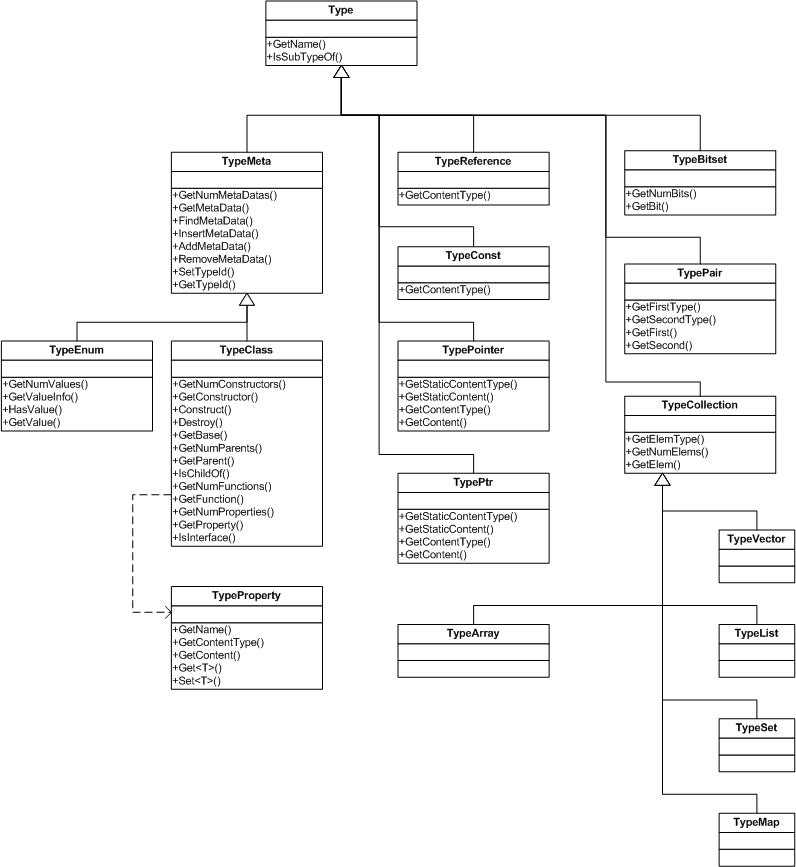 Type
+GetName()
+IsSubTypeOf()
TypeMeta
+GetNumMetaDatas()
+GetMetaData()
+FindMetaData()
+InsertMetaData()
+AddMetaData()
+RemoveMetaData()
+SetTypeId()
+GetTypeId()
TypeReference
+GetContentType()
TypeBitset
+GetNumBits()
+GetBit()
TypeConst
+GetContentType()
TypePair
+GetFirstType()
+GetSecondType()
+GetFirst()
+GetSecond()
TypeEnum
+GetNumValues()
+GetValueInfo()
+HasValue()
+GetValue()
TypeClass
+GetNumConstructors()
+GetConstructor()
+Construct()
+Destroy()
+GetBase()
+GetNumParents()
+GetParent()
+IsChildOf()
+GetNumFunctions()
+GetFunction()
+GetNumProperties()
+GetProperty()
+IsInterface()
TypePointer
+GetStaticContentType()
+GetStaticContent()
+GetContentType()
+GetContent()
TypeCollection
+GetElemType()
+GetNumElems()
+GetElem()
TypePtr
+GetStaticContentType()
+GetStaticContent()
+GetContentType()
+GetContent()
TypeVector
TypeProperty
+GetName()
+GetContentType()
+GetContent()
+Get<T>()
+Set<T>()
TypeArray
TypeList
TypeSet
TypeMap